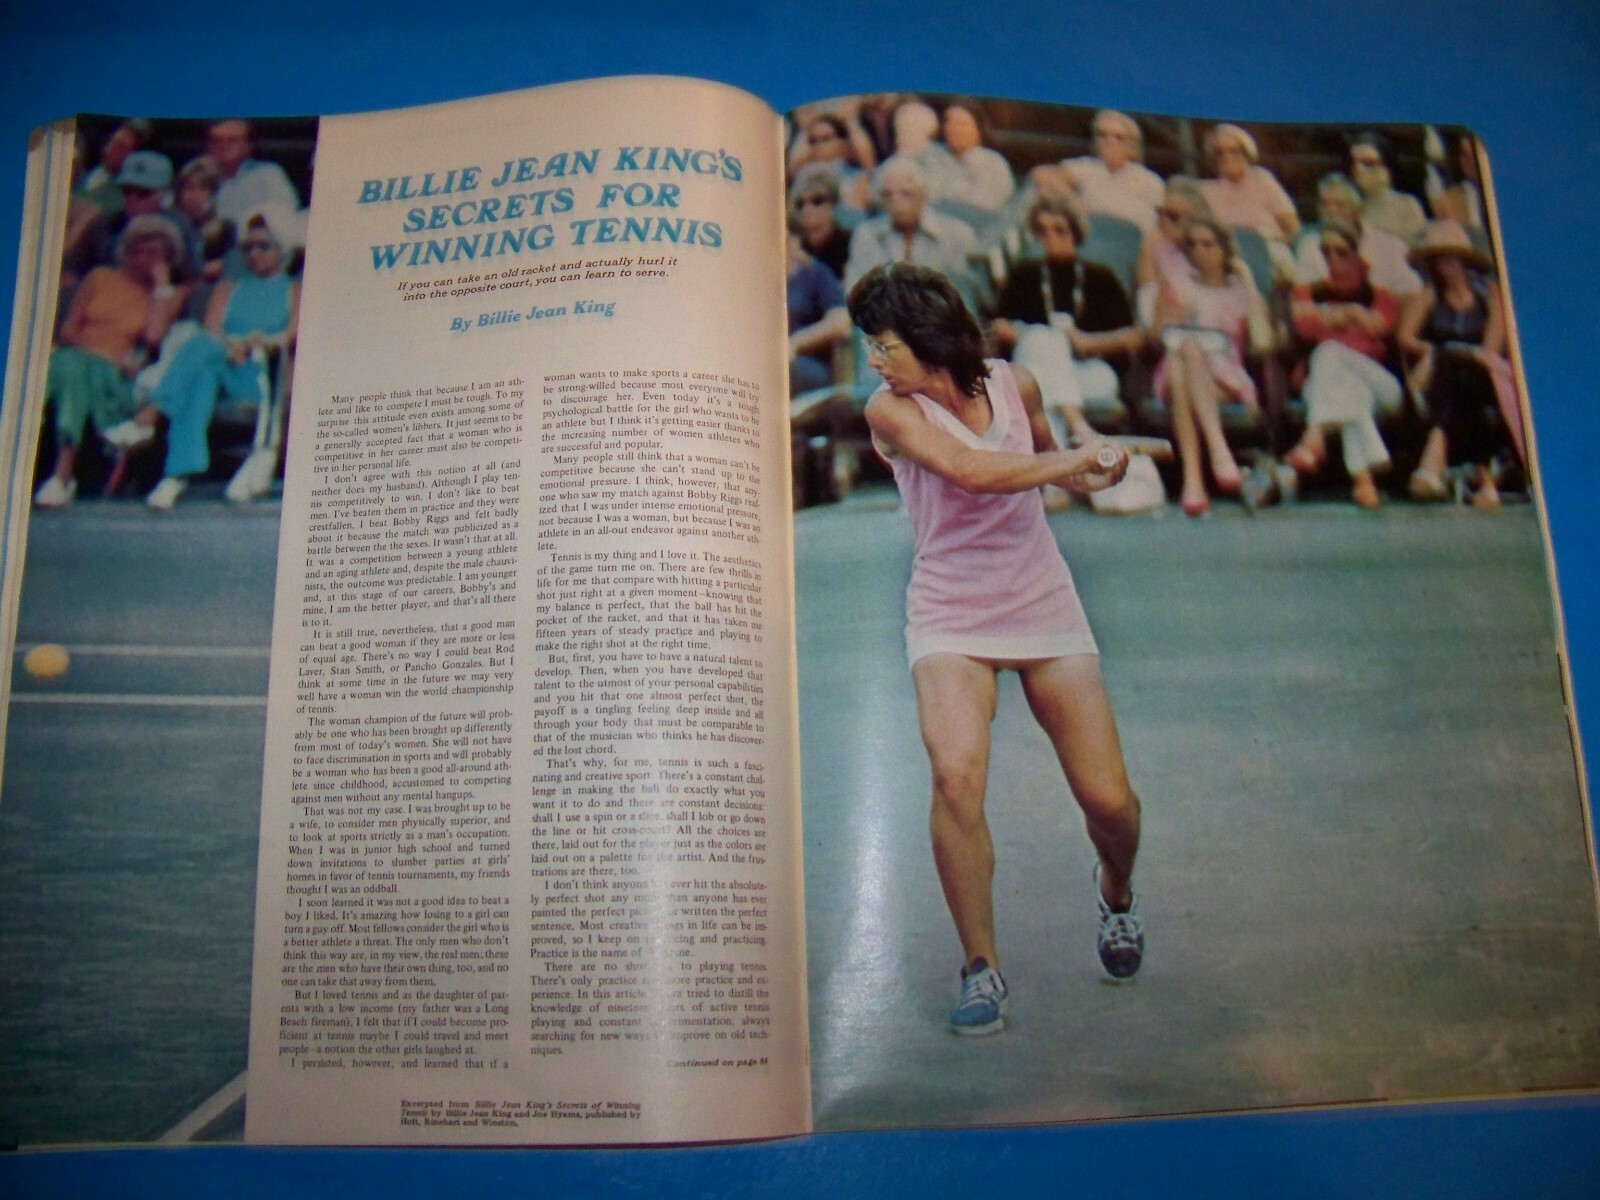 BILLIE JEAN KING'S
SECRETS FOR
WINNING TENNIS
If you can take an old racket and actually hurl it
into the opposite court, you can learn to serve.
By Billie Jean King
Many people think that because I am an ath-
lete and like to compete I must be tough. To my
surprise this attitude even exists among some of
the so-called women's libbers. It just seems to be
a generally accepted fact that a woman who is
competitive in her career must also be competi-
tive in her personal life.
I don't agree with this notion at all (and
neither does my husband). Although I play ten-
nis competitively to win, I don't like to beat
men. I've beaten them in practice and they were
crestfallen. I beat Bobby Riggs and felt badly
about it because the match was publicized as a
battle between the the sexes. It wasn't that at all.
It was a competition between a young athlete
and an aging athlete and, despite the male chauvi-
nists, the outcome was predictable. I am younger
and, at this stage of our careers, Bobby's and
mine, I am the better player, and that's all there
is to it.
It is still true, nevertheless, that a good man
can beat a good woman if they are more or less
of equal age. There's no way I could beat Rod
Laver, Stan Smith, or Pancho Gonzales. But I
think at some time in the future we may very
well have a woman win the world championship
of tennis.
The woman champion of the future will prob-
ably be one who has been brought up differently
from most of today's women. She will not have
to face discrimination in sports and will probably
be a woman who has been a good all-around ath-
lete since childhood, accustomed to competing
against men without any mental hangups.
That was not my case. I was brought up to be
a wife, to consider men physically superior, and
to look at sports strictly as a man's occupation.
When I was in junior high school and turned
down invitations to slumber parties at girls'
homes in favor of tennis tournaments, my friends
thought I was an oddball.
I soon learned it was not a good idea to beat a
boy I liked. It's amazing how losing to a girl can
turn a guy off. Most fellows consider the girl who is
a better athlete a threat. The only men who don't
think this way are, in my view, the real men; these
are the men who have their own thing, too, and no
one can take that away from them.
But I loved tennis and as the daughter of par-
ents with a low income (my father was a Long
Beach fireman), I felt that if I could become pro-
ficient at tennis maybe I could travel and meet
people—a notion the other girls laughed at.
I persisted, however, and learned that if a
woman wants to make sports a career she has to
be strong-willed because most everyone will try
to discourage her. Even today it's a tough
psychological battle for the girl who wants to be
an athlete but I think it's getting easier thanks to
the increasing number of women athletes who
are successful and popular.
Many people still think that a woman can't be
competitive because she can't stand up to the
emotional pressure. I think, however, that any-
one who saw my match against Bobby Riggs real-
ized that I was under intense emotional pressure,
not because I was a woman, but because I was an
athlete in an all-out endeavor against another ath-
lete.
Tennis is my thing and I love it. The aesthetics
of the game turn me on. There are few thrills in
life for me that compare with hitting a particular
shot just right at a given moment—knowing that
my balance is perfect, that the ball has hit the
pocket of the racket, and that it has taken me
fifteen years of steady practice and playing to
make the right shot at the right time.
But, first, you have to have a natural talent to
develop. Then, when you have developed that
talent to the utmost of your personal capabilities
and you hit that one almost perfect shot, the
payoff is a tingling feeling deep inside and all
through your body that must be comparable to
that of the musician who thinks he has discover-
ed the lost chord.
That's why, for me, tennis is such a fasci-
nating and creative sport. There's a constant chal-
lenge in making the ball do exactly what you
want it to do and there are constant decisions:
shall I use a spin or a slice, shall I lob or go down
the line or hit cross-court? All the choices are
there, laid out for the player just as the colors are
laid out on a palette for the artist. And the frus-
trations are there, too.
I don't think anyone ever hit the absolute-
ly perfect shot any than anyone has ever
painted the perfect or written the perfect
sentence. Most creative in life can be im-
proved, so I keep on and practicing.
Practice is the name of
There are no to playing tennis.
There's only practice practice and ex-
perience. In this article tried to distill the
knowledge of nineteen of active tennis
playing and constant always
searching for new ways improve on old tech-
niques.
Continued on page 86
Excerpted from Billie Jean King's Secrets of Winning
Tennis by Billie Jean King and Joe Hyams, published by
Holt, Rinehart and Winston.